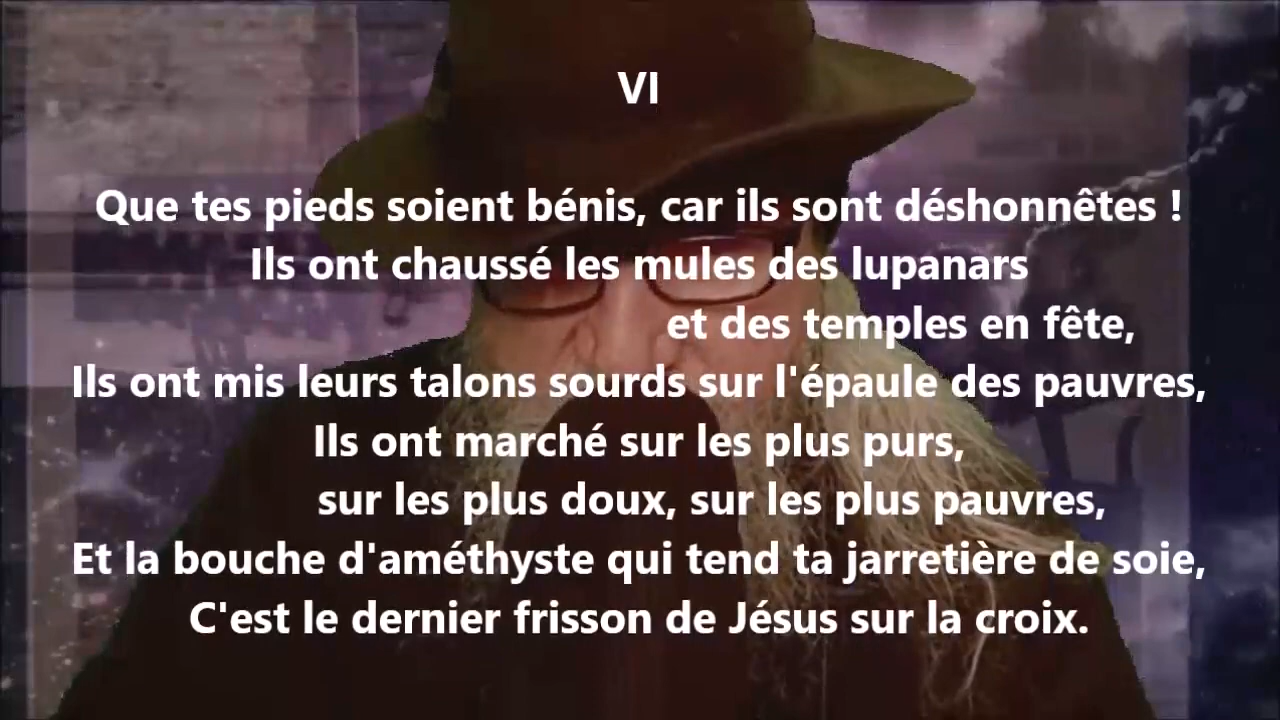 VI
Que tes pieds soient bénis, car ils sont déshonnêtes !
Ils ont chaussé les mules des lupanars
et des temples en fête,
Ils ont mis leurs talons sourds sur l'épaule des pauvres,
Ils ont marché sur les plus purs,
sur les plus doux, sur les plus pauvres,
Et la bouche d'améthyste qui tend ta jarretière de soie,
C'est le dernier frisson de Jésus sur la croix.